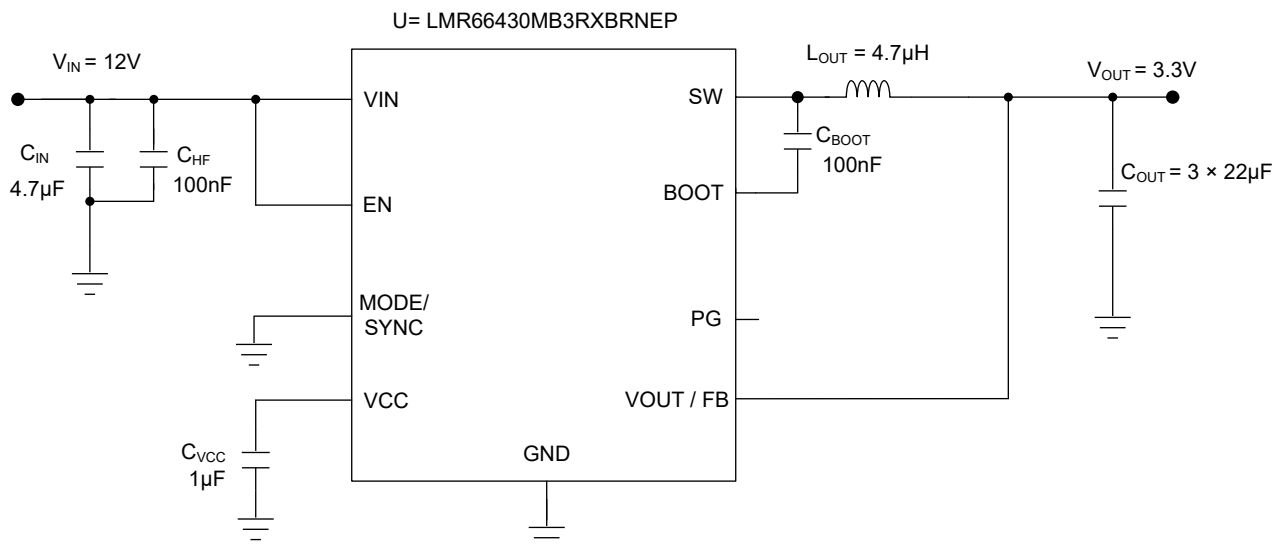 U= LMR66430MB3RXBRNEP
V_IN = 12V
L_OUT = 4.7µH
V_OUT = 3.3V
VIN
SW
C_IN
4.7µF
C_HF
100nF
C_BOOT
100nF
C_OUT = 3 × 22µF
EN
BOOT
MODE/
SYNC
PG
VCC
VOUT / FB
C_VCC
1µF
GND